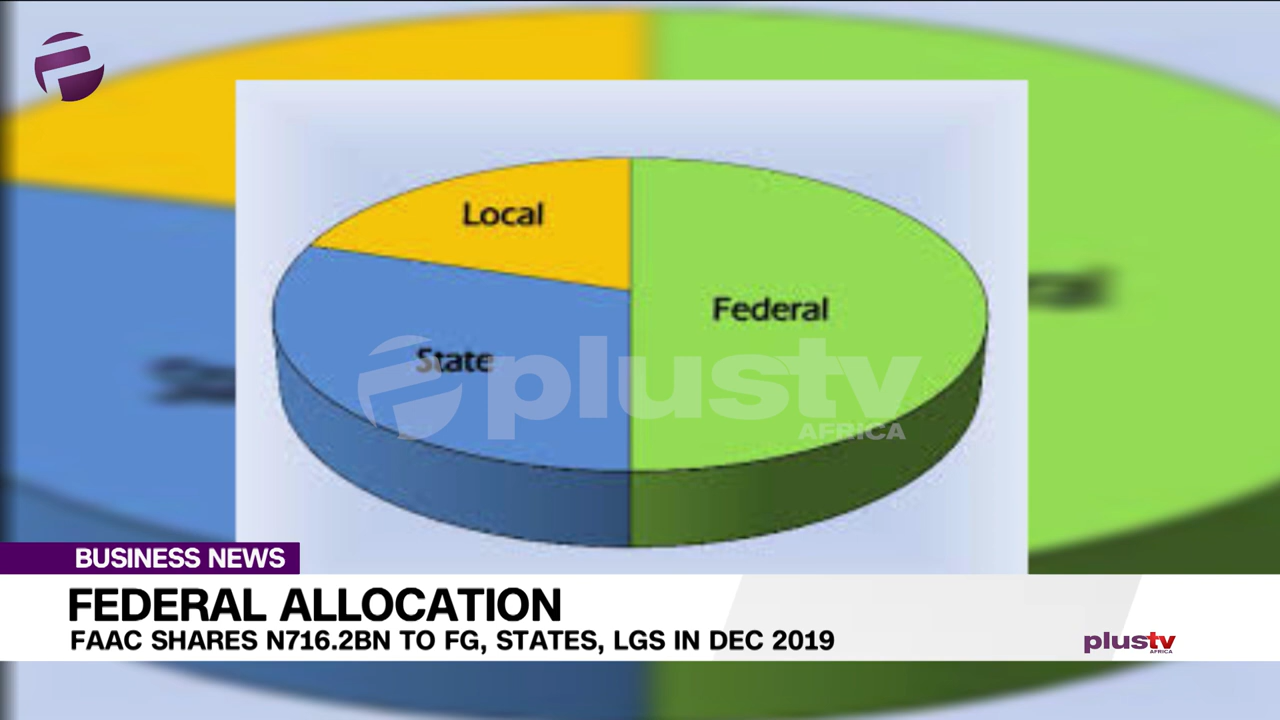 Local
Federal
State
plustv
AFRICA
BUSINESS NEWS
FEDERAL ALLOCATION
FAAC SHARES N716.2BN TO FG, STATES, LGS IN DEC 2019
plustv
AFRICA